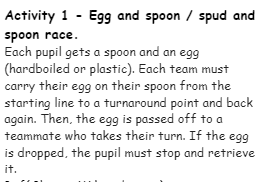 Activity 1 - Egg and spoon / spud and
spoon race.
Each pupil gets a spoon and an egg
(hardboiled or plastic). Each team must
carry their egg on their spoon from the
starting line to a turnaround point and back
again. Then, the egg is passed off to a
teammate who takes their turn. If the egg
is dropped, the pupil must stop and retrieve
it.